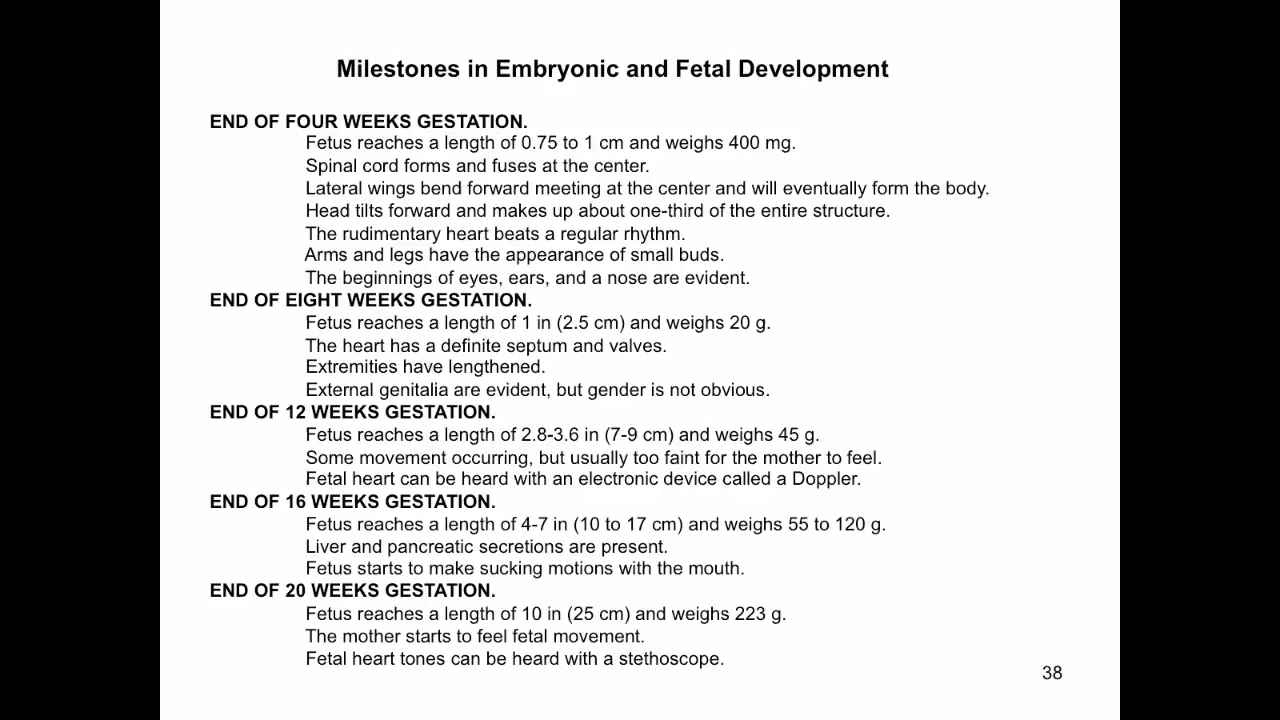 Milestones in Embryonic and Fetal Development
END OF FOUR WEEKS GESTATION.
Fetus reaches a length of 0.75 to 1 cm and weighs 400 mg.
Spinal cord forms and fuses at the center.
Lateral wings bend forward meeting at the center and will eventually form the body.
Head tilts forward and makes up about one-third of the entire structure.
The rudimentary heart beats a regular rhythm.
Arms and legs have the appearance of small buds.
The beginnings of eyes, ears, and a nose are evident.
END OF EIGHT WEEKS GESTATION.
Fetus reaches a length of 1 in (2.5 cm) and weighs 20 g.
The heart has a definite septum and valves.
Extremities have lengthened.
External genitalia are evident, but gender is not obvious.
END OF 12 WEEKS GESTATION.
Fetus reaches a length of 2.8-3.6 in (7-9 cm) and weighs 45 g.
Some movement occurring, but usually too faint for the mother to feel.
Fetal heart can be heard with an electronic device called a Doppler.
END OF 16 WEEKS GESTATION.
Fetus reaches a length of 4-7 in (10 to 17 cm) and weighs 55 to 120 g.
Liver and pancreatic secretions are present.
Fetus starts to make sucking motions with the mouth.
END OF 20 WEEKS GESTATION.
Fetus reaches a length of 10 in (25 cm) and weighs 223 g.
The mother starts to feel fetal movement.
Fetal heart tones can be heard with a stethoscope.
38